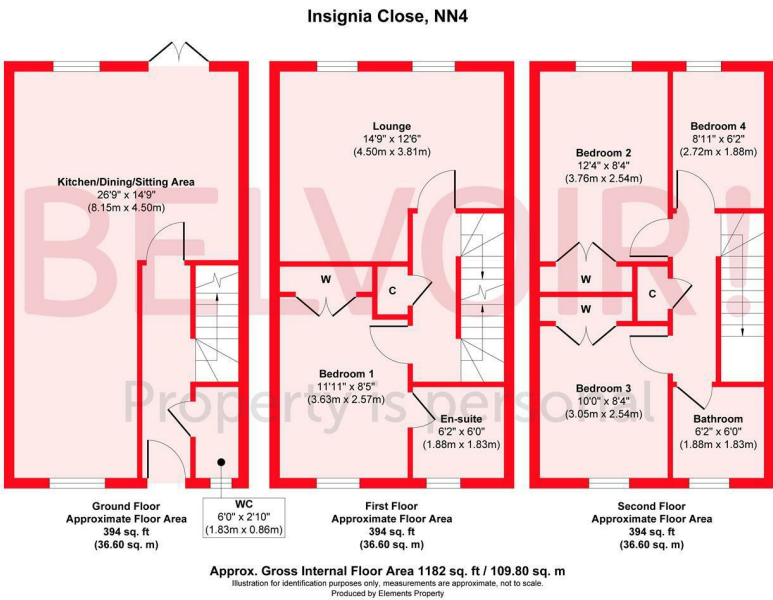 Insignia Close, NN4
BELVOIR!
Property is personal
Kitchen/Dining/Sitting Area
26'9" x 14'9"
(8.15m x 4.50m)
WC
6'0" x 2'10"
(1.83m x 0.86m)
Ground Floor
Approximate Floor Area
394 sq. ft
(36.60 sq. m)
Lounge
14'9" x 12'6"
(4.50m x 3.81m)
W
C
Bedroom 1
11'11" x 8'5"
(3.63m x 2.57m)
En-suite
6'2" x 6'0"
(1.88m x 1.83m)
First Floor
Approximate Floor Area
394 sq. ft
(36.60 sq. m)
Bedroom 2
12'4" x 8'4"
(3.76m x 2.54m)
Bedroom 4
8'11" x 6'2"
(2.72m x 1.88m)
W
W
C
Bedroom 3
10'0" x 8'4"
(3.05m x 2.54m)
Bathroom
6'2" x 6'0"
(1.88m x 1.83m)
Second Floor
Approximate Floor Area
394 sq. ft
(36.60 sq. m)
Approx. Gross Internal Floor Area 1182 sq. ft / 109.80 sq. m
Illustration for identification purposes only, measurements are approximate, not to scale.
Produced by Elements Property